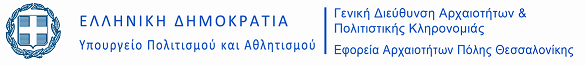 ΕΛΛΗΝΙΚΗ ΔΗΜΟΚΡΑΤΙΑ
Υπουργείο Πολιτισμού και Αθλητισμού
Γενική Διεύθυνση Αρχαιοτήτων &
Πολιτιστικής Κληρονομιάς
Εφορεία Αρχαιοτήτων Πόλης Θεσσαλονίκης